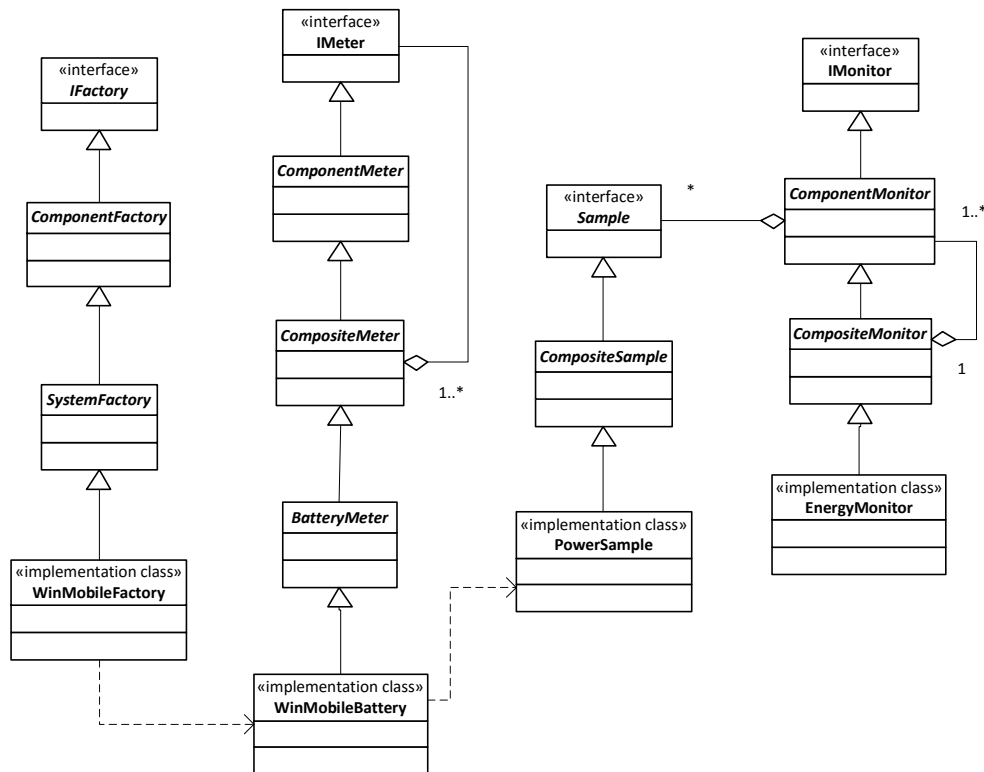 «interface»
IFactory
ComponentFactory
SystemFactory
«implementation class»
WinMobileFactory
«interface»
IMeter
ComponentMeter
CompositeMeter
1..*
BatteryMeter
«implementation class»
WinMobileBattery
«interface»
Sample
*
CompositeSample
«implementation class»
PowerSample
«interface»
IMonitor
ComponentMonitor
1..*
CompositeMonitor
1
«implementation class»
EnergyMonitor